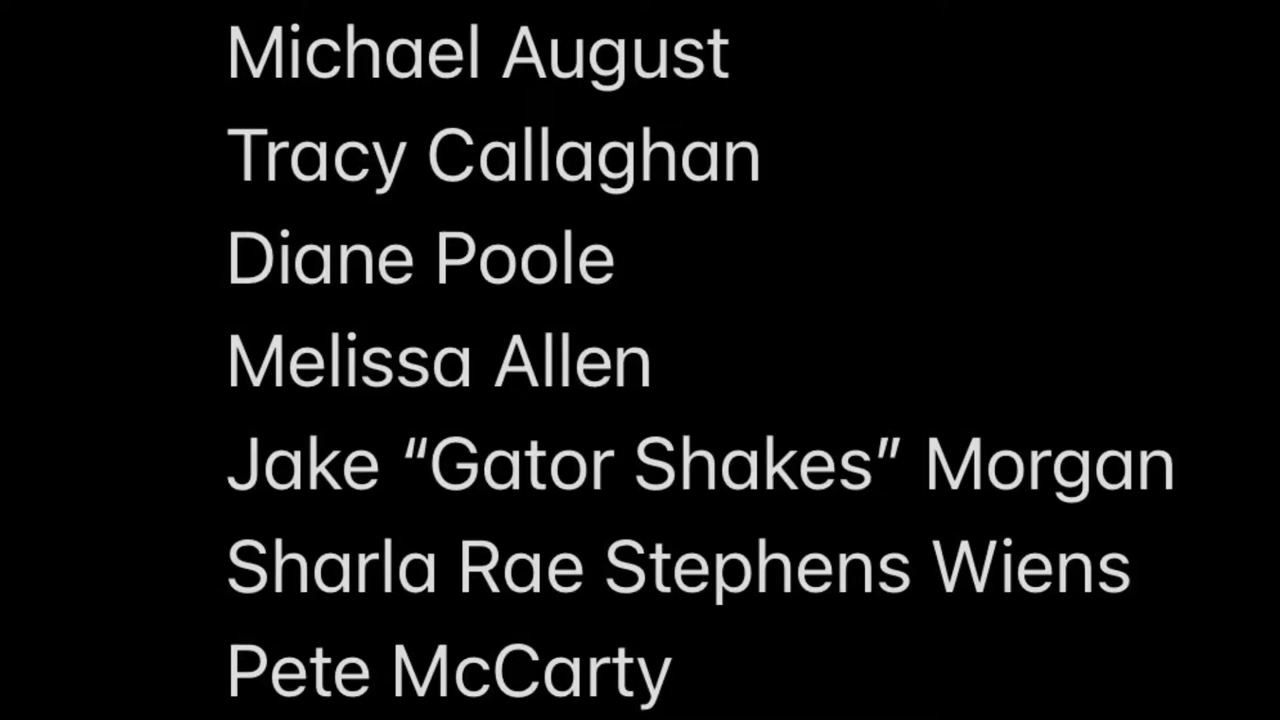 Michael August
Tracy Callaghan
Diane Poole
Melissa Allen
Jake “Gator Shakes” Morgan
Sharla Rae Stephens Wiens
Pete McCarty